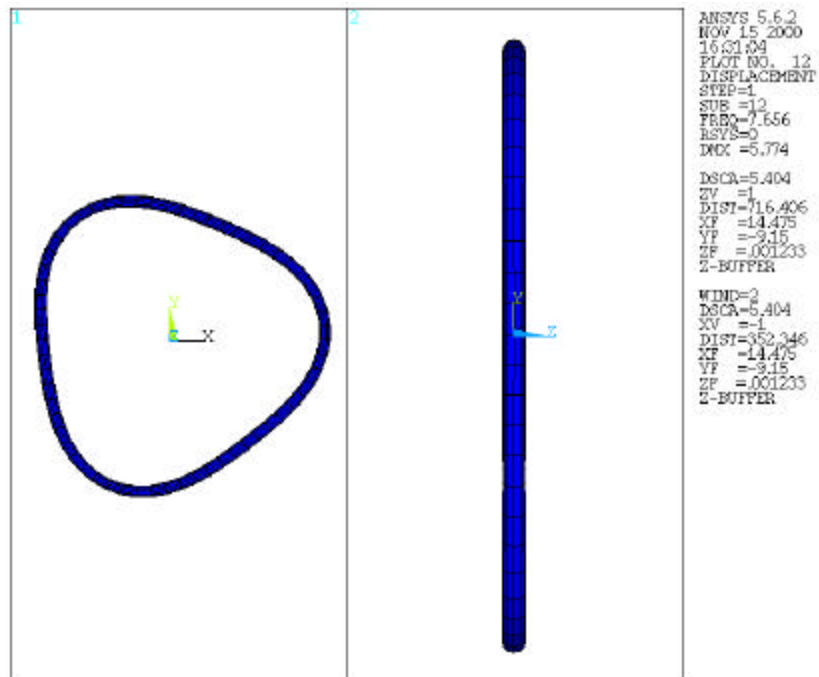 1
2
Y
Z
X
Y
Z
ANSYS 5.6.2
NOV 15 2000
16:31:04
PLOT NO. 12
DISPLACEMENT
STEP=1
SUB =12
FREQ=7.656
RSYS=0
DMX =5.774
DSCA=5.404
ZV =1
DIST=716.406
XF =14.475
YF =-9.15
ZF =.001233
Z-BUFFER
WIND=2
DSCA=5.404
XV =-1
DIST=352.346
XF =14.475
YF =-9.15
ZF =.001233
Z-BUFFER